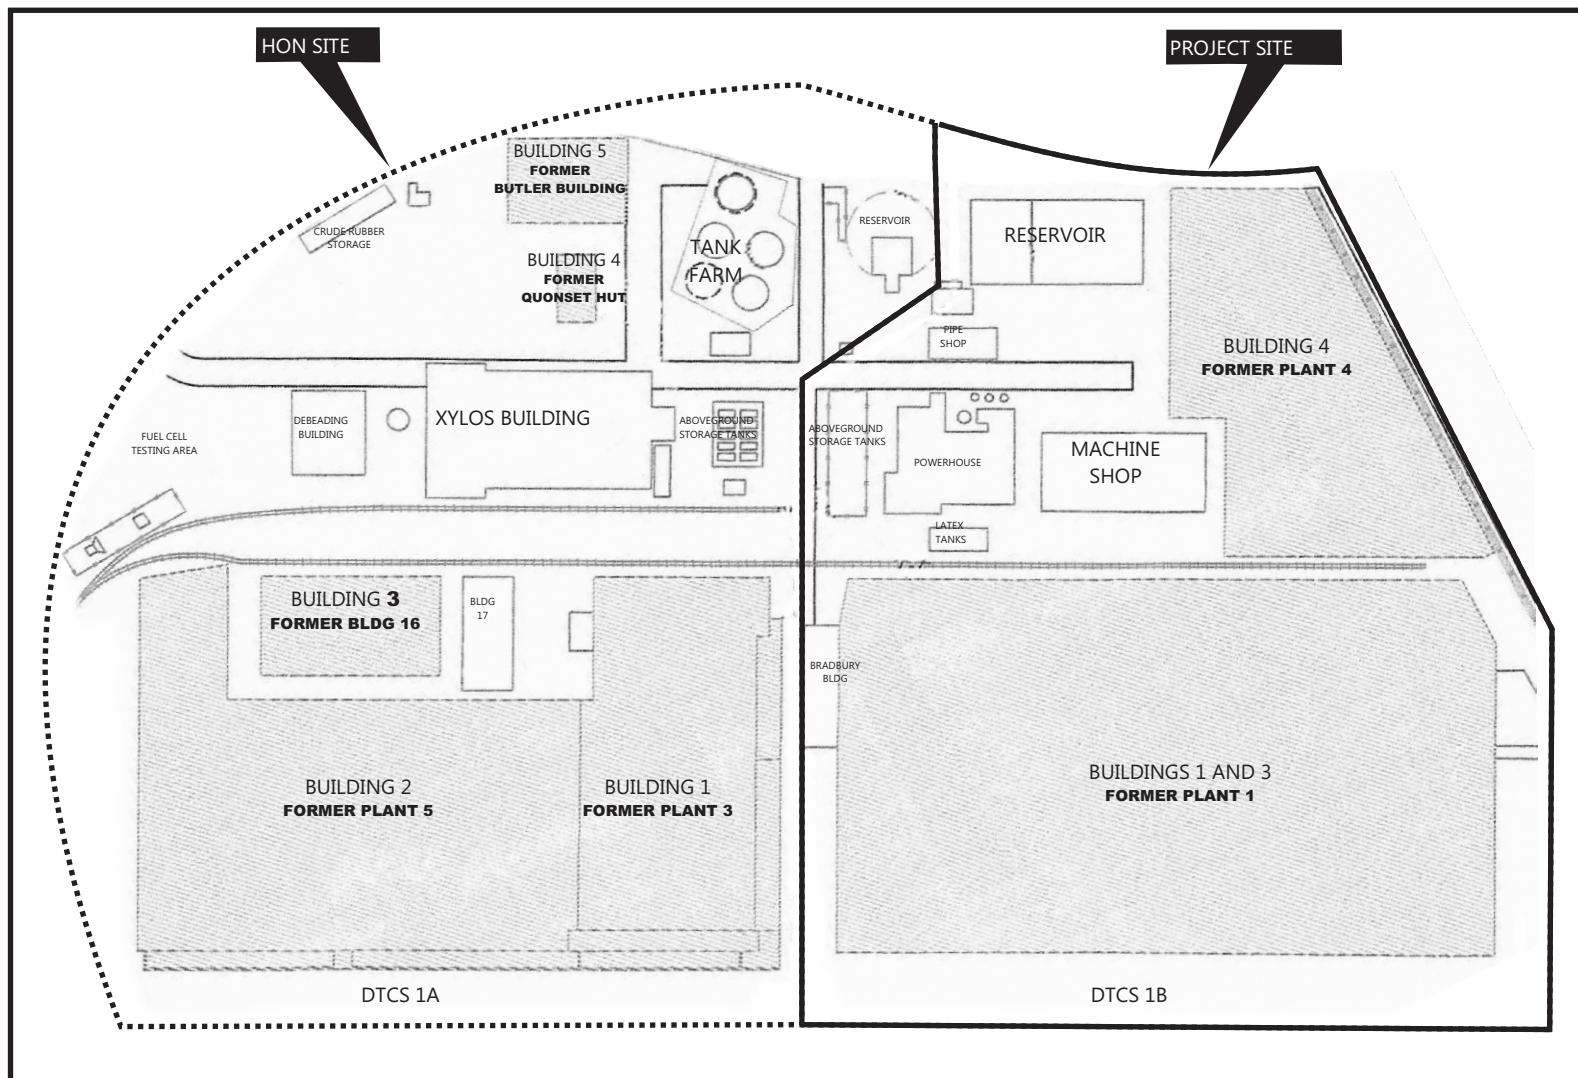 HON SITE
PROJECT SITE
BUILDING 5
FORMER
BUTLER BUILDING
CRUDE RUBBER
STORAGE
BUILDING 4
FORMER
QUONSET HUT
TANK
FARM
RESERVOIR
RESERVOIR
PIPE
SHOP
BUILDING 4
FORMER PLANT 4
FUEL CELL
TESTING AREA
DEBEADING
BUILDING
XYLOS BUILDING
ABOVEGROUND
STORAGE TANKS
ABOVEGROUND
STORAGE TANKS
POWERHOUSE
MACHINE
SHOP
LATEX
TANKS
BUILDING 3
FORMER BLDG 16
BLDG
17
BRADBURY
BLDG
BUILDING 2
FORMER PLANT 5
BUILDING 1
FORMER PLANT 3
BUILDINGS 1 AND 3
FORMER PLANT 1
DTCS 1A
DTCS 1B